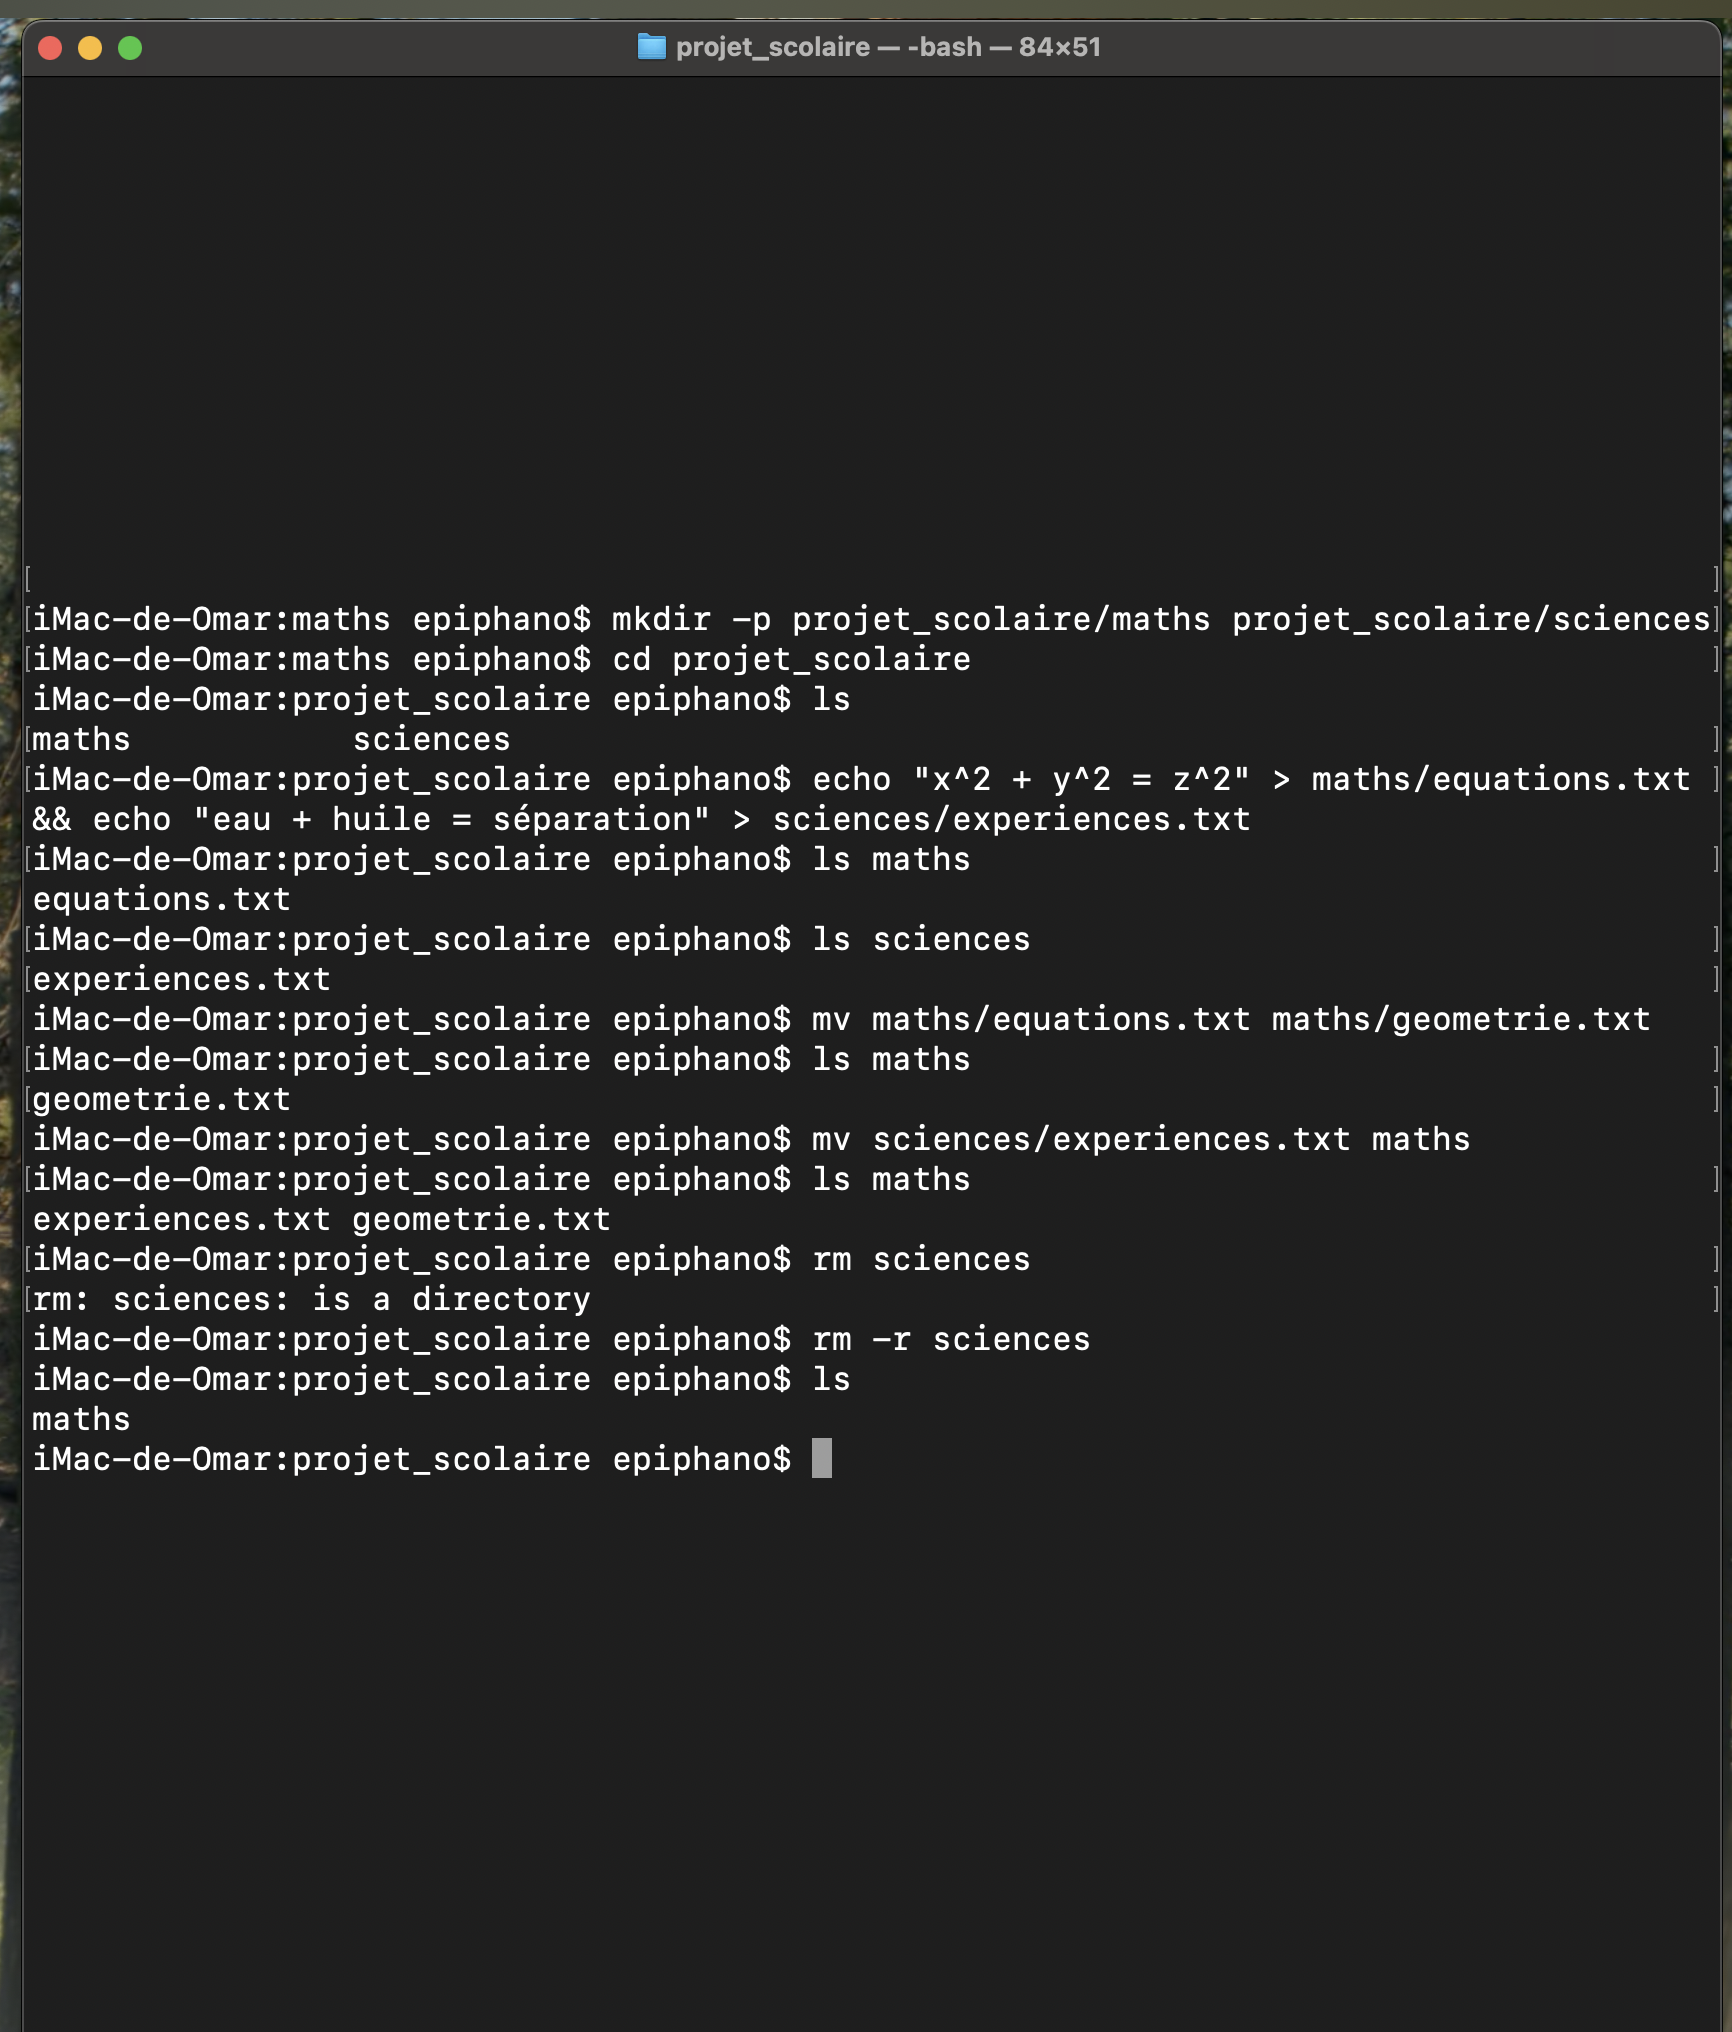 projet_scolaire — -bash — 84×51
iMac-de-Omar:maths epiphano$ mkdir -p projet_scolaire/maths projet_scolaire/sciences
iMac-de-Omar:maths epiphano$ cd projet_scolaire
iMac-de-Omar:projet_scolaire epiphano$ ls
maths           sciences
iMac-de-Omar:projet_scolaire epiphano$ echo "x^2 + y^2 = z^2" > maths/equations.txt
&& echo "eau + huile = séparation" > sciences/experiences.txt
iMac-de-Omar:projet_scolaire epiphano$ ls maths
equations.txt
iMac-de-Omar:projet_scolaire epiphano$ ls sciences
experiences.txt
iMac-de-Omar:projet_scolaire epiphano$ mv maths/equations.txt maths/geometrie.txt
iMac-de-Omar:projet_scolaire epiphano$ ls maths
geometrie.txt
iMac-de-Omar:projet_scolaire epiphano$ mv sciences/experiences.txt maths
iMac-de-Omar:projet_scolaire epiphano$ ls maths
experiences.txt geometrie.txt
iMac-de-Omar:projet_scolaire epiphano$ rm sciences
rm: sciences: is a directory
iMac-de-Omar:projet_scolaire epiphano$ rm -r sciences
iMac-de-Omar:projet_scolaire epiphano$ ls
maths
iMac-de-Omar:projet_scolaire epiphano$